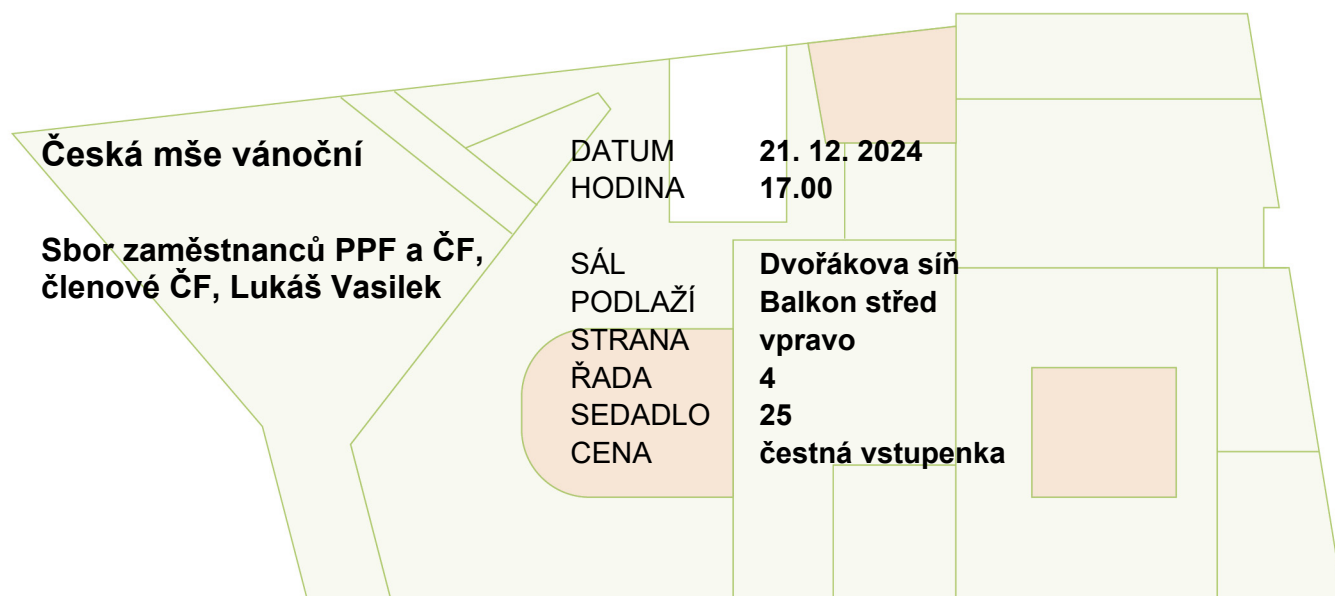 Česká mše vánoční
Sbor zaměstnanců PPF a ČF,
členové ČF, Lukáš Vasilek
DATUM 21. 12. 2024
HODINA 17.00
SÁL Dvořákova síň
PODLAŽÍ Balkon střed
STRANA vpravo
ŘADA 4
SEDADLO 25
CENA čestná vstupenka